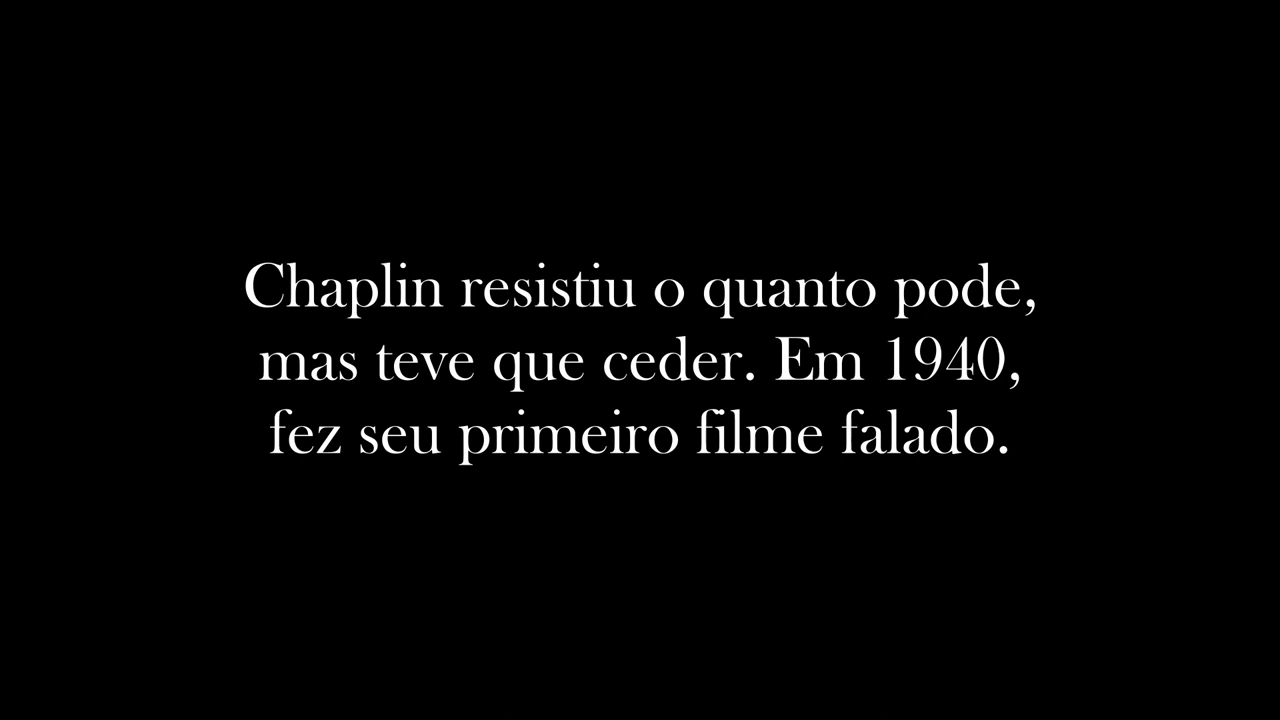 Chaplin resistiu o quanto pode,
mas teve que ceder. Em 1940,
fez seu primeiro filme falado.